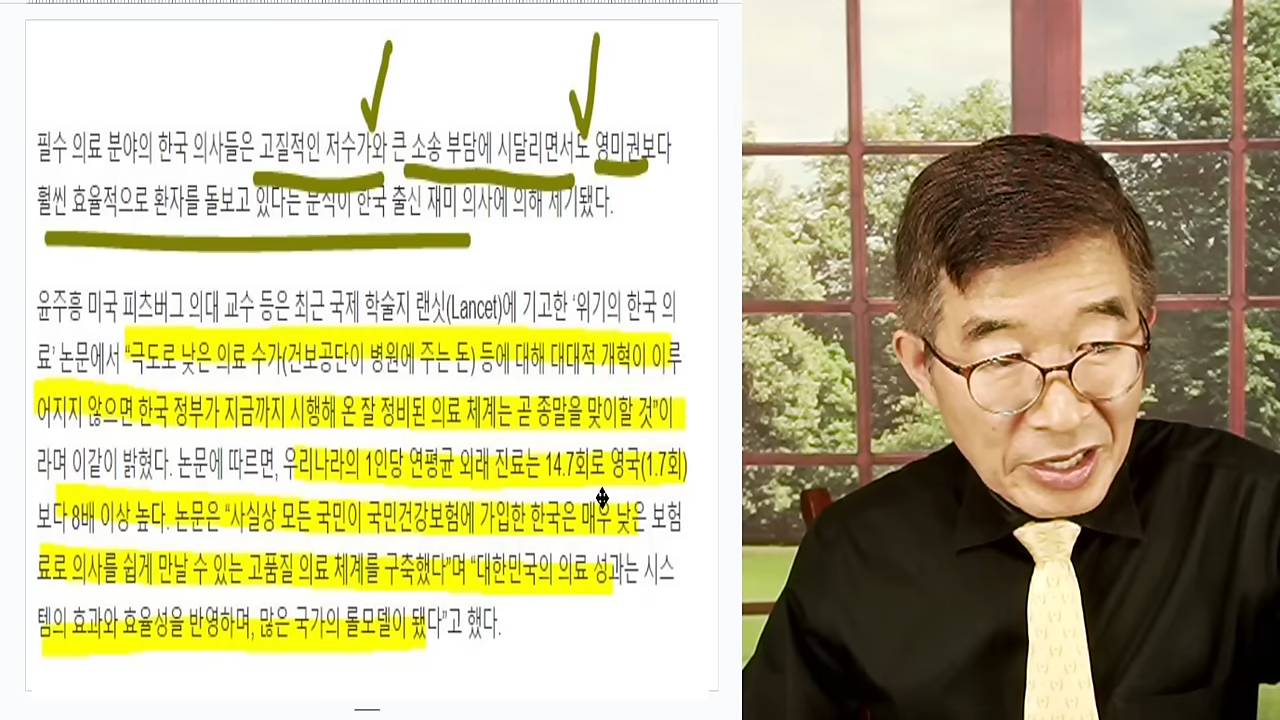 필수 의료 분야의 한국 의사들은 고질적인 저수가와 큰 소송 부담에 시달리면서도 영미권보다
훨씬 효율적으로 환자를 돌보고 있다는 분석이 한국 출신 재미 의사에 의해 제기됐다.
윤주흥 미국 피츠버그 의대 교수 등은 최근 국제 학술지 랜싯(Lancet)에 기고한 ‘위기의 한국 의
료’ 논문에서 “극도로 낮은 의료 수가(건보공단이 병원에 주는 돈) 등에 대해 대대적 개혁이 이루
어지지 않으면 한국 정부가 지금까지 시행해 온 잘 정비된 의료 체계는 곧 종말을 맞이할 것”이
라며 이같이 밝혔다. 논문에 따르면, 우리나라의 1인당 연평균 외래 진료는 14.7회로 영국(1.7회)
보다 8배 이상 높다. 논문은 “사실상 모든 국민이 국민건강보험에 가입한 한국은 매우 낮은 보험
료로 의사를 쉽게 만날 수 있는 고품질 의료 체계를 구축했다”며 “대한민국의 의료 성과는 시스
템의 효과와 효율성을 반영하며, 많은 국가의 롤모델이 됐다”고 했다.